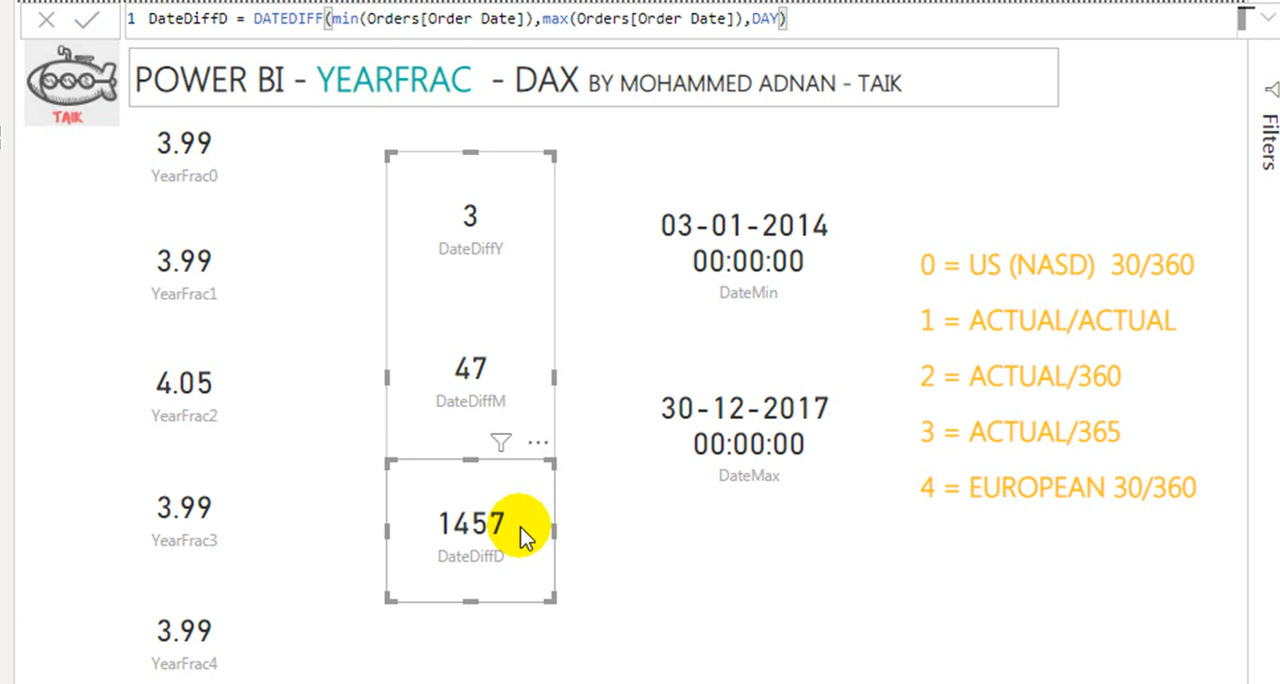 1 DateDiffD = DATEDIFF(min(Orders[Order Date]),max(Orders[Order Date]),DAY)
TAIK
POWER BI - YEARFRAC - DAX BY MOHAMMED ADNAN - TAIK
Filters
3.99
YearFrac0
3.99
YearFrac1
4.05
YearFrac2
3.99
YearFrac3
3.99
YearFrac4
3
DateDiffY
47
DateDiffM
1457
DateDiffD
03-01-2014
00:00:00
DateMin
30-12-2017
00:00:00
DateMax
0 = US (NASD) 30/360
1 = ACTUAL/ACTUAL
2 = ACTUAL/360
3 = ACTUAL/365
4 = EUROPEAN 30/360